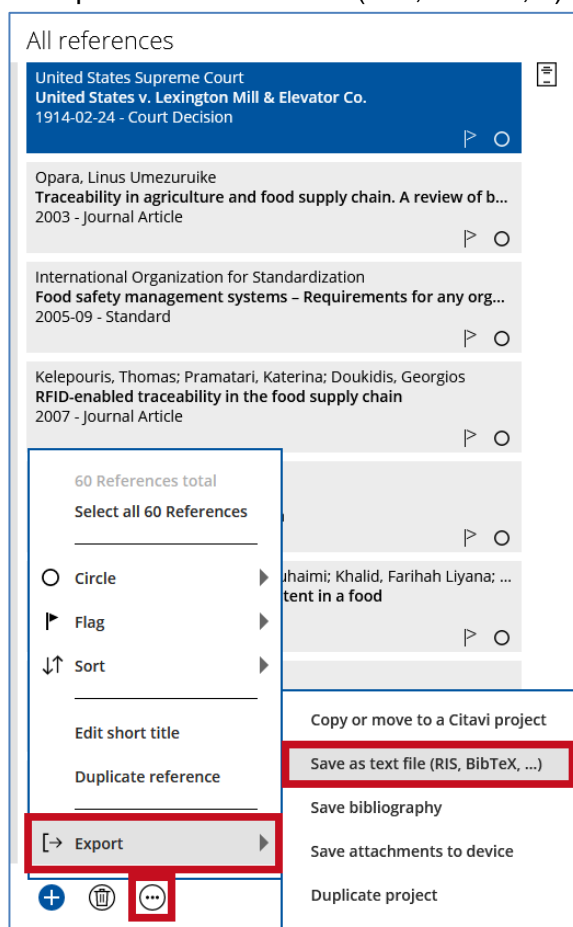 All references
United States Supreme Court
United States v. Lexington Mill & Elevator Co.
1914-02-24 - Court Decision
Opara, Linus Umezuruike
Traceability in agriculture and food supply chain. A review of b...
2003 - Journal Article
International Organization for Standardization
Food safety management systems – Requirements for any org...
2005-09 - Standard
Kelepouris, Thomas; Pramatari, Katerina; Doukidis, Georgios
RFID-enabled traceability in the food supply chain
2007 - Journal Article
60 References total
Select all 60 References
uhaimi; Khalid, Farihah Liyana; ...
tent in a food
Circle
Flag
Sort
Edit short title
Duplicate reference
Export
Copy or move to a Citavi project
Save as text file (RIS, BibTeX, ...)
Save bibliography
Save attachments to device
Duplicate project